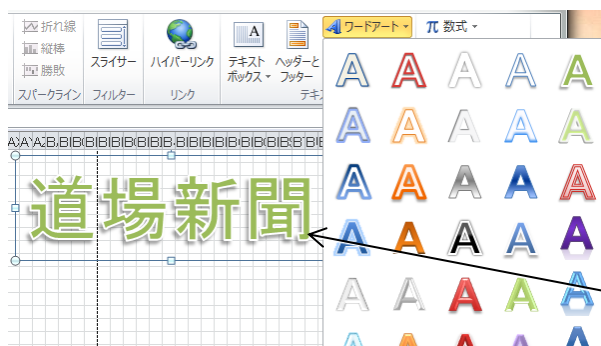 折れ線
縦棒
勝敗
スパークライン
スライサー
フィルター
ハイパーリンク
リンク
テキスト
ボックス
ヘッダーと
フッター
テキス
ワードアート
π 数式
道場新聞